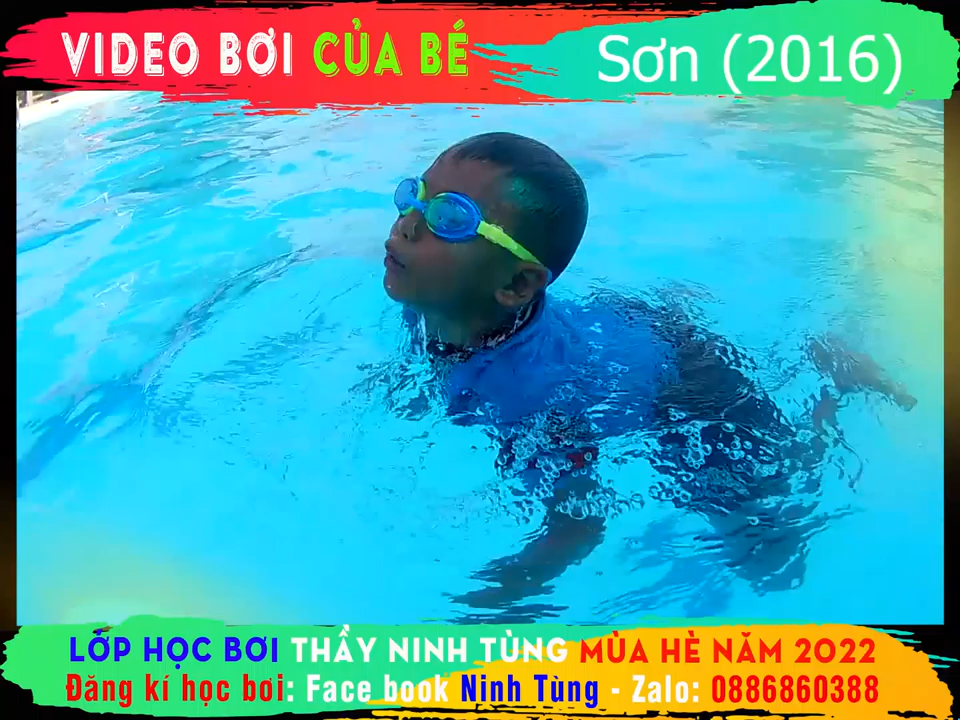 VIDEO BƠI CỦA BÉ
Sơn (2016)
LỚP HỌC BƠI THẦY NINH TÙNG MÙA HÈ NĂM 2022
Đăng kí học bơi: Face book Ninh Tùng - Zalo: 0886860388